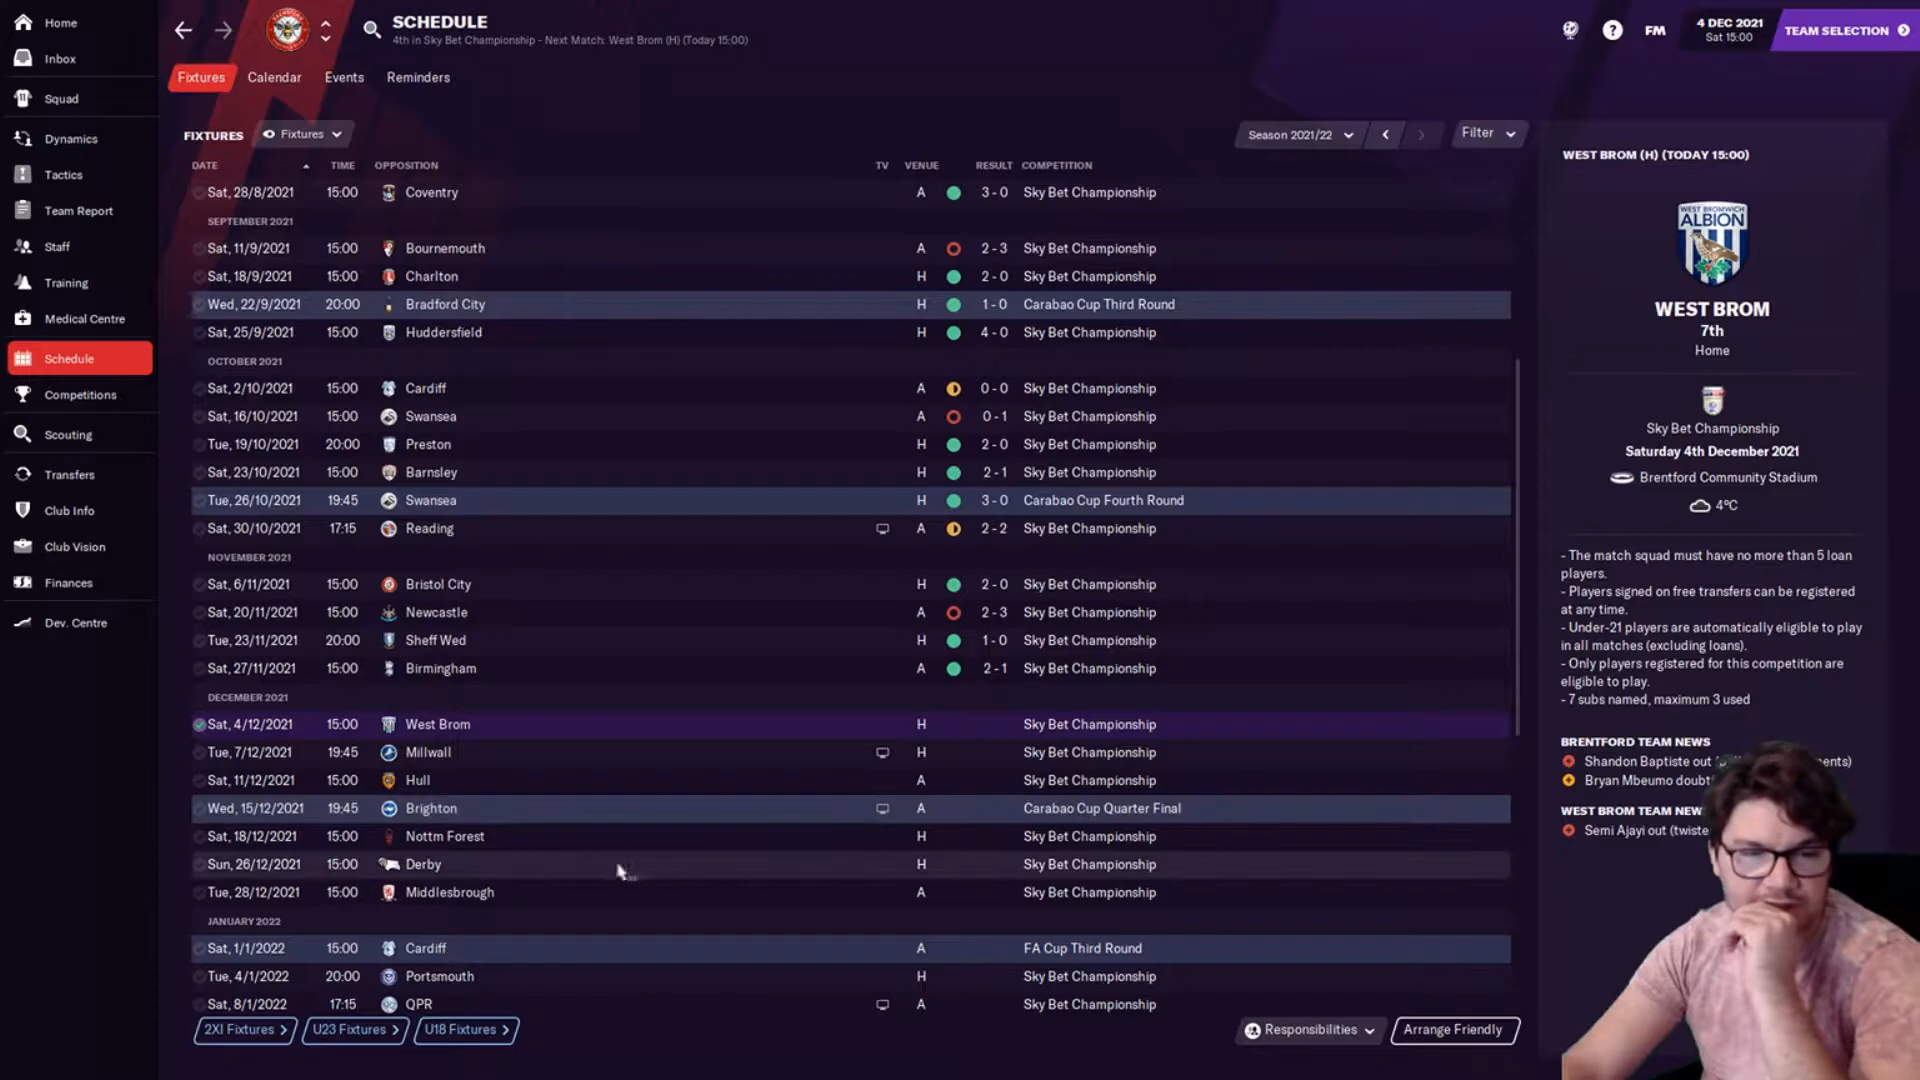 Home
Inbox
Squad
Dynamics
Tactics
Team Report
Staff
Training
Medical Centre
Schedule
Competitions
Scouting
Transfers
Club Info
Club Vision
Finances
Dev. Centre
SCHEDULE
4th in Sky Bet Championship - Next Match: West Brom (H) (Today 15:00)
FM
4 DEC 2021
Sat 15:00
TEAM SELECTION
Fixtures Calendar Events Reminders
FIXTURES Fixtures Season 2021/22 Filter
DATE TIME OPPOSITION TV VENUE RESULT COMPETITION
Sat, 28/8/2021 15:00 Coventry A 3 - 0 Sky Bet Championship
SEPTEMBER 2021
Sat, 11/9/2021 15:00 Bournemouth A 2 - 3 Sky Bet Championship
Sat, 18/9/2021 15:00 Charlton H 2 - 0 Sky Bet Championship
Wed, 22/9/2021 20:00 Bradford City H 1 - 0 Carabao Cup Third Round
Sat, 25/9/2021 15:00 Huddersfield H 4 - 0 Sky Bet Championship
OCTOBER 2021
Sat, 2/10/2021 15:00 Cardiff A 0 - 0 Sky Bet Championship
Sat, 16/10/2021 15:00 Swansea A 0 - 1 Sky Bet Championship
Tue, 19/10/2021 20:00 Preston H 2 - 0 Sky Bet Championship
Sat, 23/10/2021 15:00 Barnsley H 2 - 1 Sky Bet Championship
Tue, 26/10/2021 19:45 Swansea H 3 - 0 Carabao Cup Fourth Round
Sat, 30/10/2021 17:15 Reading A 2 - 2 Sky Bet Championship
NOVEMBER 2021
Sat, 6/11/2021 15:00 Bristol City H 2 - 0 Sky Bet Championship
Sat, 20/11/2021 15:00 Newcastle A 2 - 3 Sky Bet Championship
Tue, 23/11/2021 20:00 Sheff Wed H 1 - 0 Sky Bet Championship
Sat, 27/11/2021 15:00 Birmingham A 2 - 1 Sky Bet Championship
DECEMBER 2021
Sat, 4/12/2021 15:00 West Brom H Sky Bet Championship
Tue, 7/12/2021 19:45 Millwall H Sky Bet Championship
Sat, 11/12/2021 15:00 Hull A Sky Bet Championship
Wed, 15/12/2021 19:45 Brighton A Carabao Cup Quarter Final
Sat, 18/12/2021 15:00 Nottm Forest H Sky Bet Championship
Sun, 26/12/2021 15:00 Derby H Sky Bet Championship
Tue, 28/12/2021 15:00 Middlesbrough A Sky Bet Championship
JANUARY 2022
Sat, 1/1/2022 15:00 Cardiff A FA Cup Third Round
Tue, 4/1/2022 20:00 Portsmouth H Sky Bet Championship
Sat, 8/1/2022 17:15 QPR A Sky Bet Championship
2XI Fixtures U23 Fixtures U18 Fixtures
Responsibilities Arrange Friendly
WEST BROM (H) (TODAY 15:00)
WEST BROMWICH
ALBION
WEST BROM
7th
Home
Sky Bet Championship
Saturday 4th December 2021
Brentford Community Stadium
4°C
- The match squad must have no more than 5 loan
players.
- Players signed on free transfers can be registered
at any time.
- Under-21 players are automatically eligible to play
in all matches (excluding loans).
- Only players registered for this competition are
eligible to play.
- 7 subs named, maximum 3 used
BRENTFORD TEAM NEWS
Shandon Baptiste out
Bryan Mbeumo
WEST BROM TEAM
Semi Ajayi out